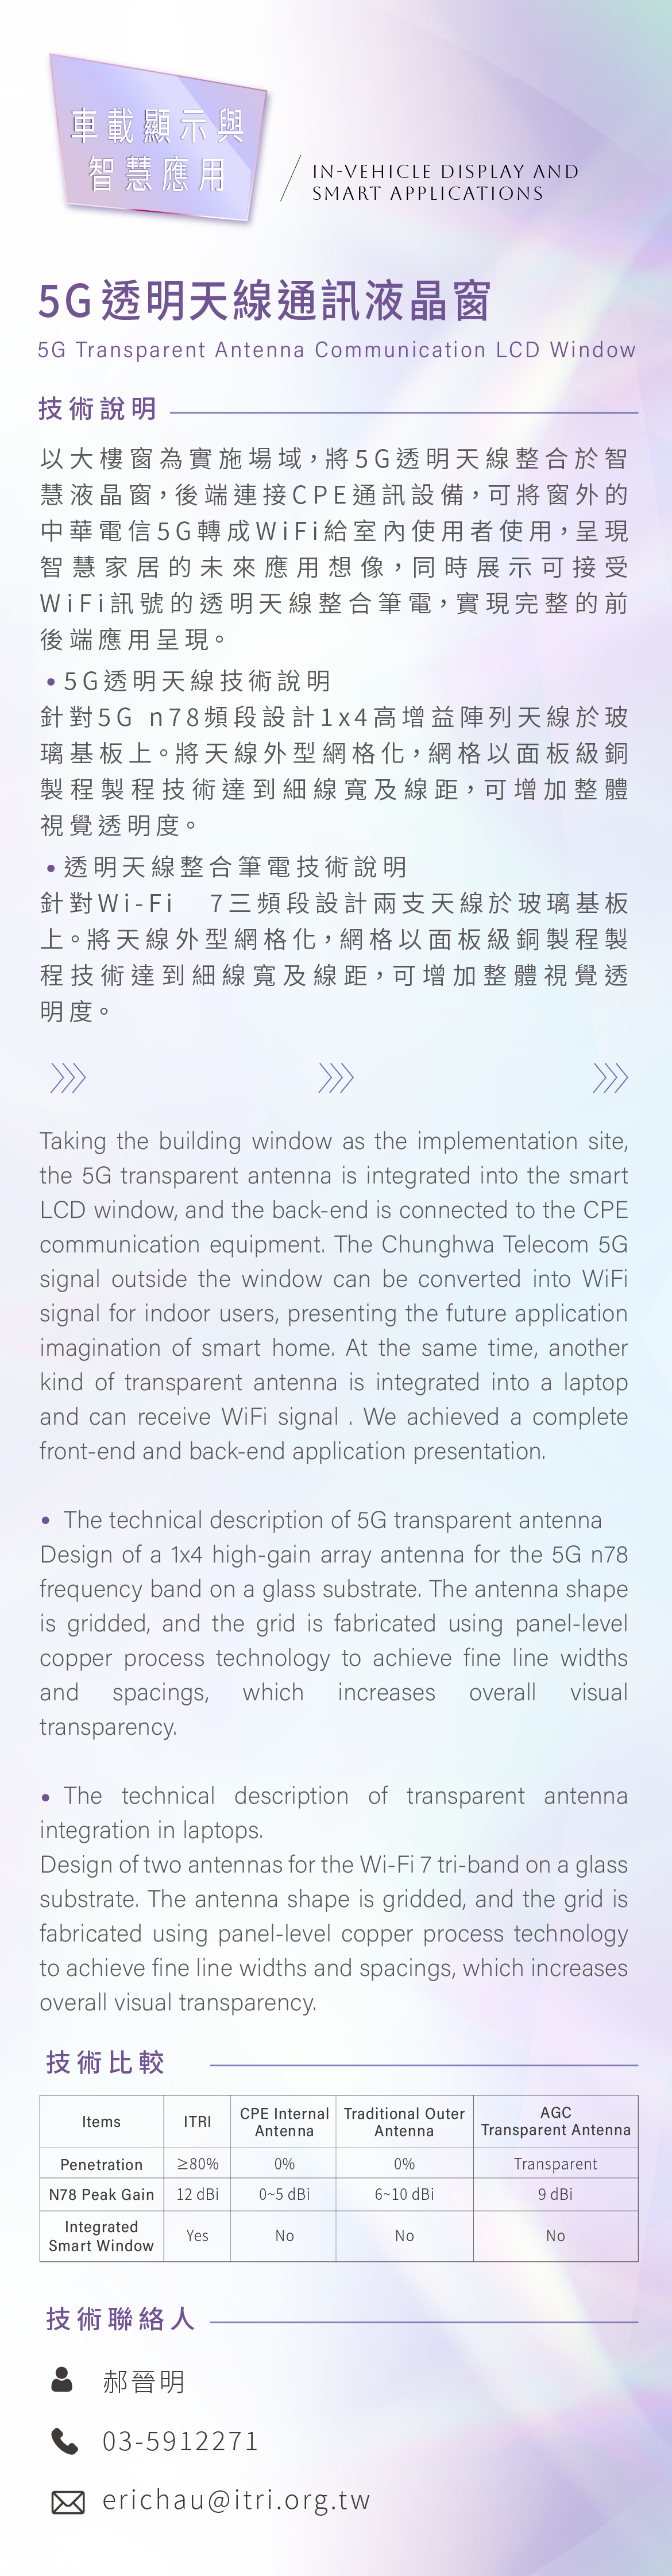 車載顯示與
智慧應用
IN-VEHICLE DISPLAY AND
SMART APPLICATIONS
5G透明天線通訊液晶窗
5G Transparent Antenna Communication LCD Window
技術說明
以大樓窗為實施場域，將5G透明天線整合於智
慧液晶窗，後端連接CPE通訊設備，可將窗外的
中華電信5G轉成WiFi給室內使用者使用，呈現
智慧家居的未來應用想像，同時展示可接受
WiFi訊號的透明天線整合筆電，實現完整的前
後端應用呈現。
• 5G透明天線技術說明
針對5G n78頻段設計1x4高增益陣列天線於玻
璃基板上。將天線外型網格化，網格以面板級銅
製程製程技術達到細線寬及線距，可增加整體
視覺透明度。
• 透明天線整合筆電技術說明
針對Wi-Fi 7三頻段設計兩支天線於玻璃基板
上。將天線外型網格化，網格以面板級銅製程製
程技術達到細線寬及線距，可增加整體視覺透
明度。
Taking the building window as the implementation site,
the 5G transparent antenna is integrated into the smart
LCD window, and the back-end is connected to the CPE
communication equipment. The Chunghwa Telecom 5G
signal outside the window can be converted into WiFi
signal for indoor users, presenting the future application
imagination of smart home. At the same time, another
kind of transparent antenna is integrated into a laptop
and can receive WiFi signal . We achieved a complete
front-end and back-end application presentation.
• The technical description of 5G transparent antenna
Design of a 1x4 high-gain array antenna for the 5G n78
frequency band on a glass substrate. The antenna shape
is gridded, and the grid is fabricated using panel-level
copper process technology to achieve fine line widths
and spacings, which increases overall visual
transparency.
• The technical description of transparent antenna
integration in laptops.
Design of two antennas for the Wi-Fi 7 tri-band on a glass
substrate. The antenna shape is gridded, and the grid is
fabricated using panel-level copper process technology
to achieve fine line widths and spacings, which increases
overall visual transparency.
技術比較
Items ITRI CPE Internal Antenna Traditional Outer Antenna AGC Transparent Antenna
Penetration ≥80% 0% 0% Transparent
N78 Peak Gain 12 dBi 0~5 dBi 6~10 dBi 9 dBi
Integrated Smart Window Yes No No No
技術聯絡人
郝晉明
03-5912271
erichau@itri.org.tw